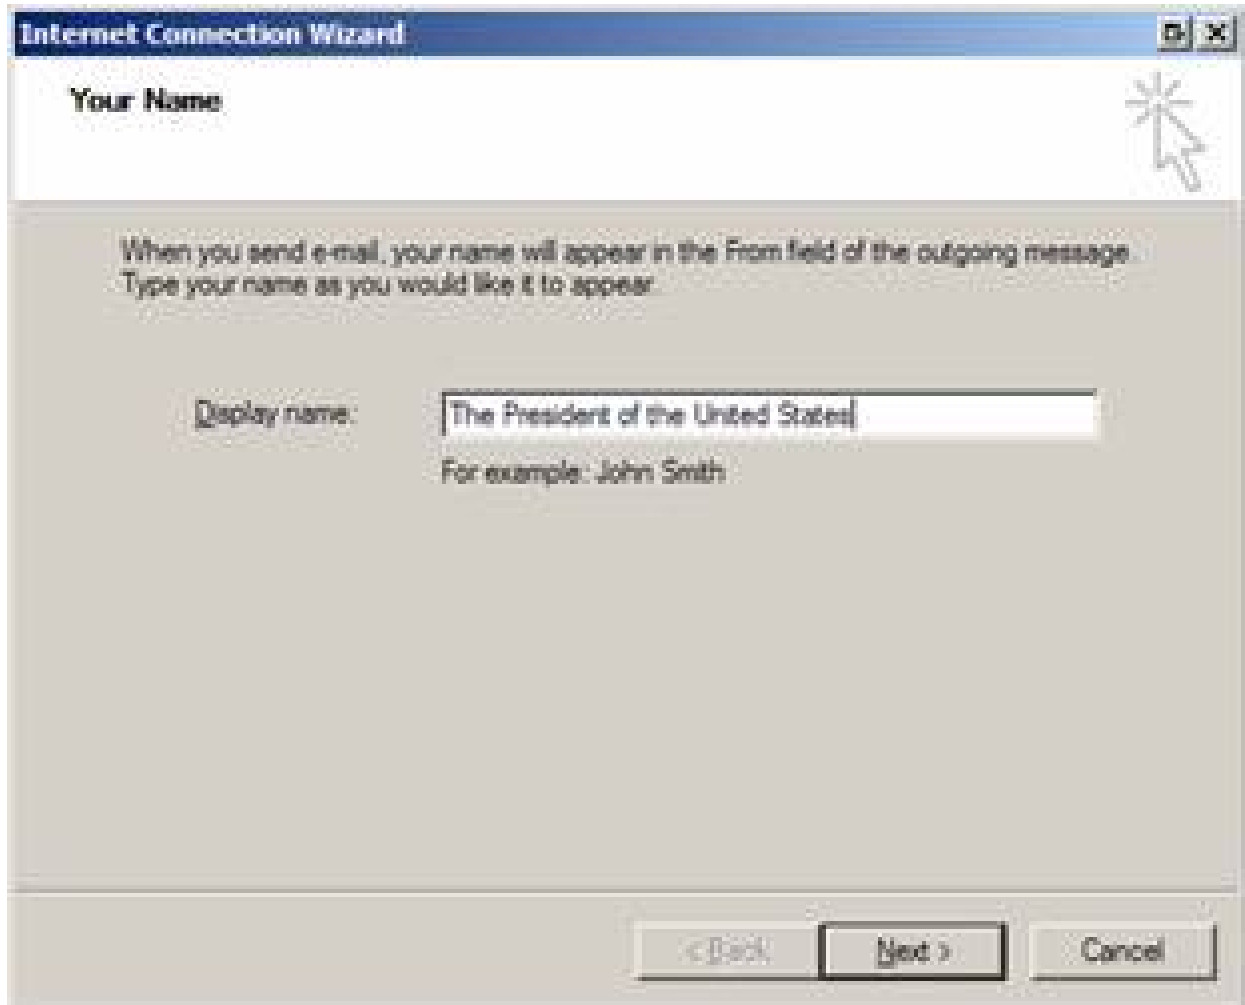 Internet Connection Wizard
Your Name
When you send e-mail, your name will appear in the From field of the outgoing message.
Type your name as you would like it to appear.
Display name:
The President of the United States
For example: John Smith
< Back
Next >
Cancel